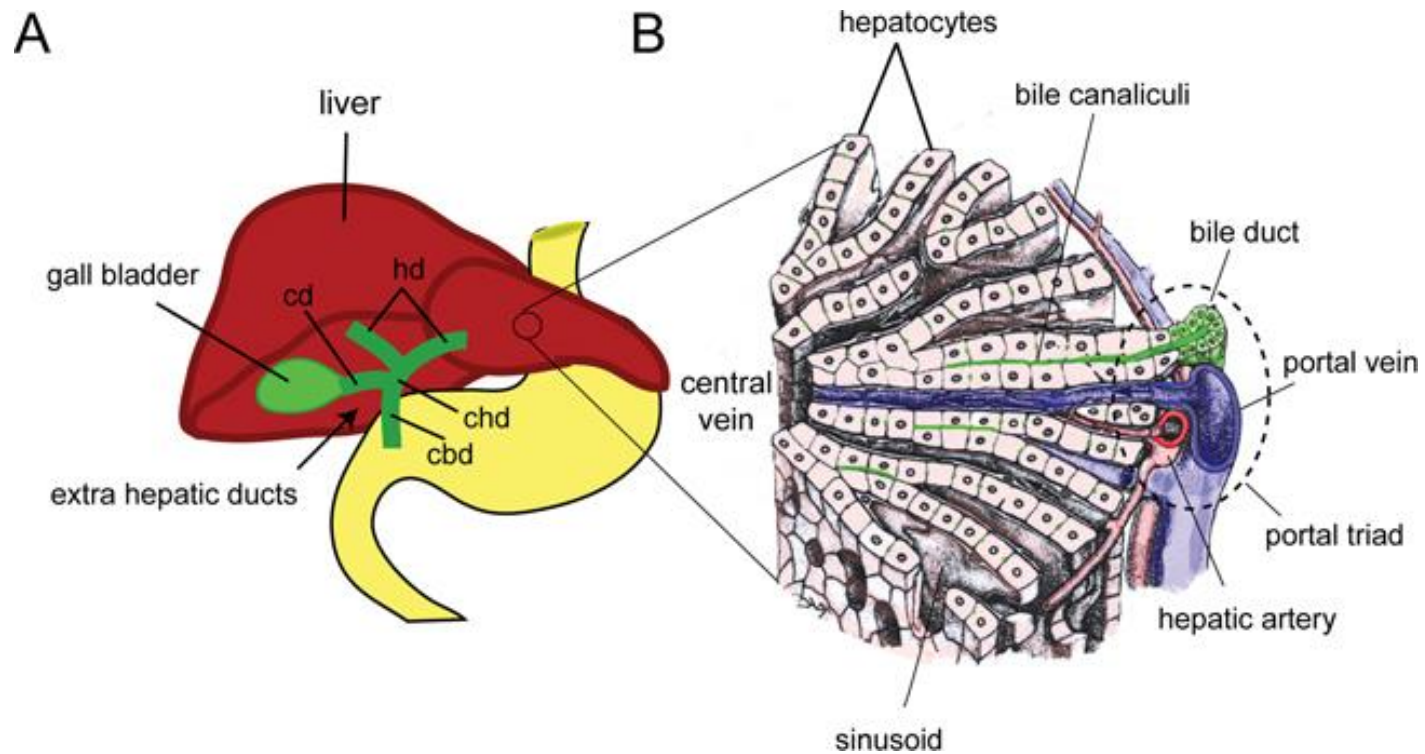 A
liver
gall bladder
cd
hd
chd
cbd
extra hepatic ducts
B
hepatocytes
bile canaliculi
bile duct
portal vein
central
vein
portal triad
hepatic artery
sinusoid